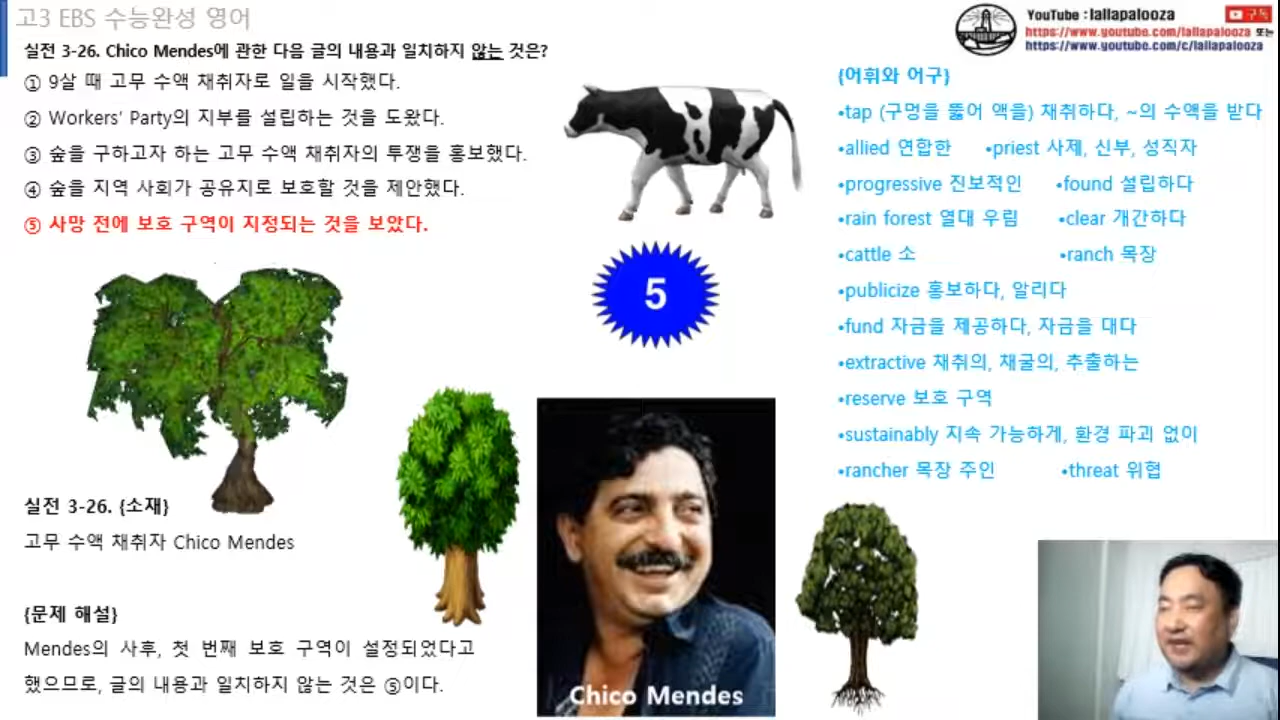 고3 EBS 수능완성 영어
YouTube : lallapalooza
구독
https://www.youtube.com/lallapalooza 또는
https://www.youtube.com/c/lallapalooza
실전 3-26. Chico Mendes에 관한 다음 글의 내용과 일치하지 않는 것은?
① 9살 때 고무 수액 채취자로 일을 시작했다.
② Workers' Party의 지부를 설립하는 것을 도왔다.
③ 숲을 구하고자 하는 고무 수액 채취자의 투쟁을 홍보했다.
④ 숲을 지역 사회가 공유지로 보호할 것을 제안했다.
⑤ 사망 전에 보호 구역이 지정되는 것을 보았다.
5
실전 3-26. {소재}
고무 수액 채취자 Chico Mendes
{문제 해설}
Mendes의 사후, 첫 번째 보호 구역이 설정되었다고
했으므로, 글의 내용과 일치하지 않는 것은 ⑤이다.
Chico Mendes
{어휘와 어구}
•tap (구멍을 뚫어 액을) 채취하다, ~의 수액을 받다
•allied 연합한 •priest 사제, 신부, 성직자
•progressive 진보적인 •found 설립하다
•rain forest 열대 우림 •clear 개간하다
•cattle 소 •ranch 목장
•publicize 홍보하다, 알리다
•fund 자금을 제공하다, 자금을 대다
•extractive 채취의, 채굴의, 추출하는
•reserve 보호 구역
•sustainably 지속 가능하게, 환경 파괴 없이
•rancher 목장 주인 •threat 위협